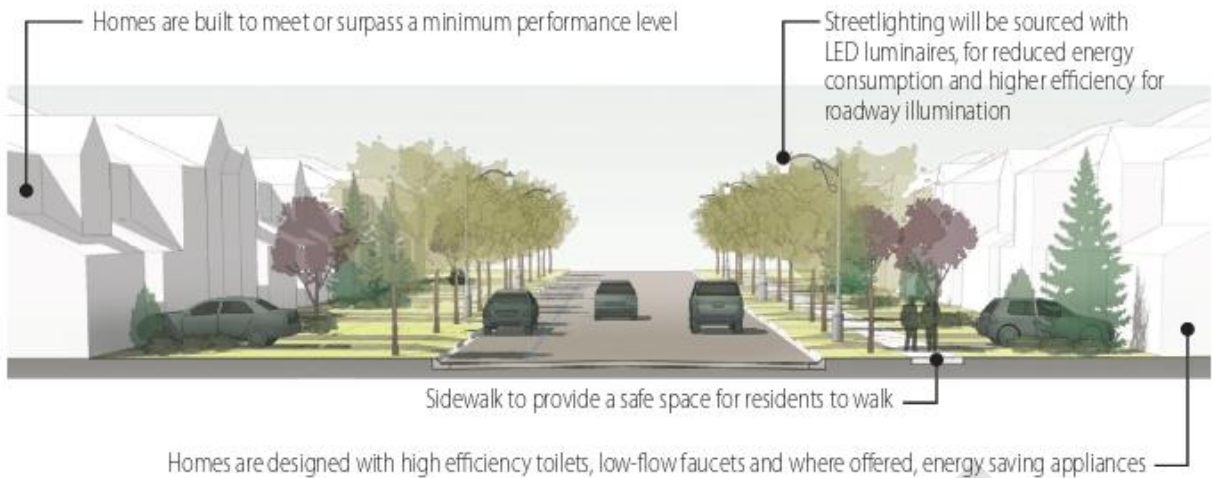 Homes are built to meet or surpass a minimum performance level
Streetlighting will be sourced with
LED luminaires, for reduced energy
consumption and higher efficiency for
roadway illumination
Sidewalk to provide a safe space for residents to walk
Homes are designed with high efficiency toilets, low-flow faucets and where offered, energy saving appliances